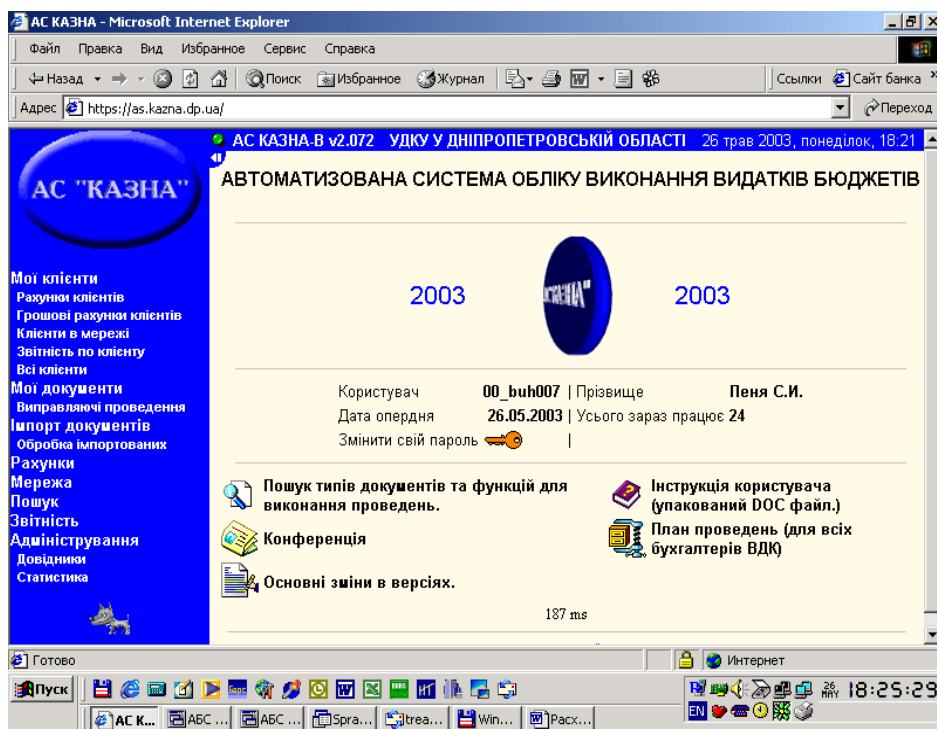 АС КАЗНА - Microsoft Internet Explorer
Файл Правка Вид Избранное Сервис Справка
Назад Поиск Избранное Журнал Ссылки Сайт банка »
Адрес https://as.kazna.dp.ua/ Переход
АС "КАЗНА"
Мої клієнти
Рахунки клієнтів
Грошові рахунки клієнтів
Клієнти в мережі
Звітність по клієнту
Всі клієнти
Мої документи
Виправляючі проведення
Імпорт документів
Обробка імпортованих
Рахунки
Мережа
Пошук
Звітність
Адміністрування
Довідники
Статистика
АС КАЗНА-В v2.072 УДКУ У ДНІПРОПЕТРОВСЬКІЙ ОБЛАСТІ 26 трав 2003, понеділок, 18:21
АВТОМАТИЗОВАНА СИСТЕМА ОБЛІКУ ВИКОНАННЯ ВИДАТКІВ БЮДЖЕТІВ
2003 2003
Користувач 00_buh007 | Прізвище Пеня С.И.
Дата опердня 26.05.2003 | Усього зараз працює 24
Змінити свій пароль |
Пошук типів документів та функцій для
виконання проведень.
Інструкція користувача
(упакований DOC файл.)
Конференція
План проведень (для всіх
бухгалтерів ВДК)
Основні зміни в версіях.
187 ms
Готово Интернет
Пуск 26 MAY 18:25:29
АС К... АБС ... АБС ... Spra... trea... Win... Расх... EN